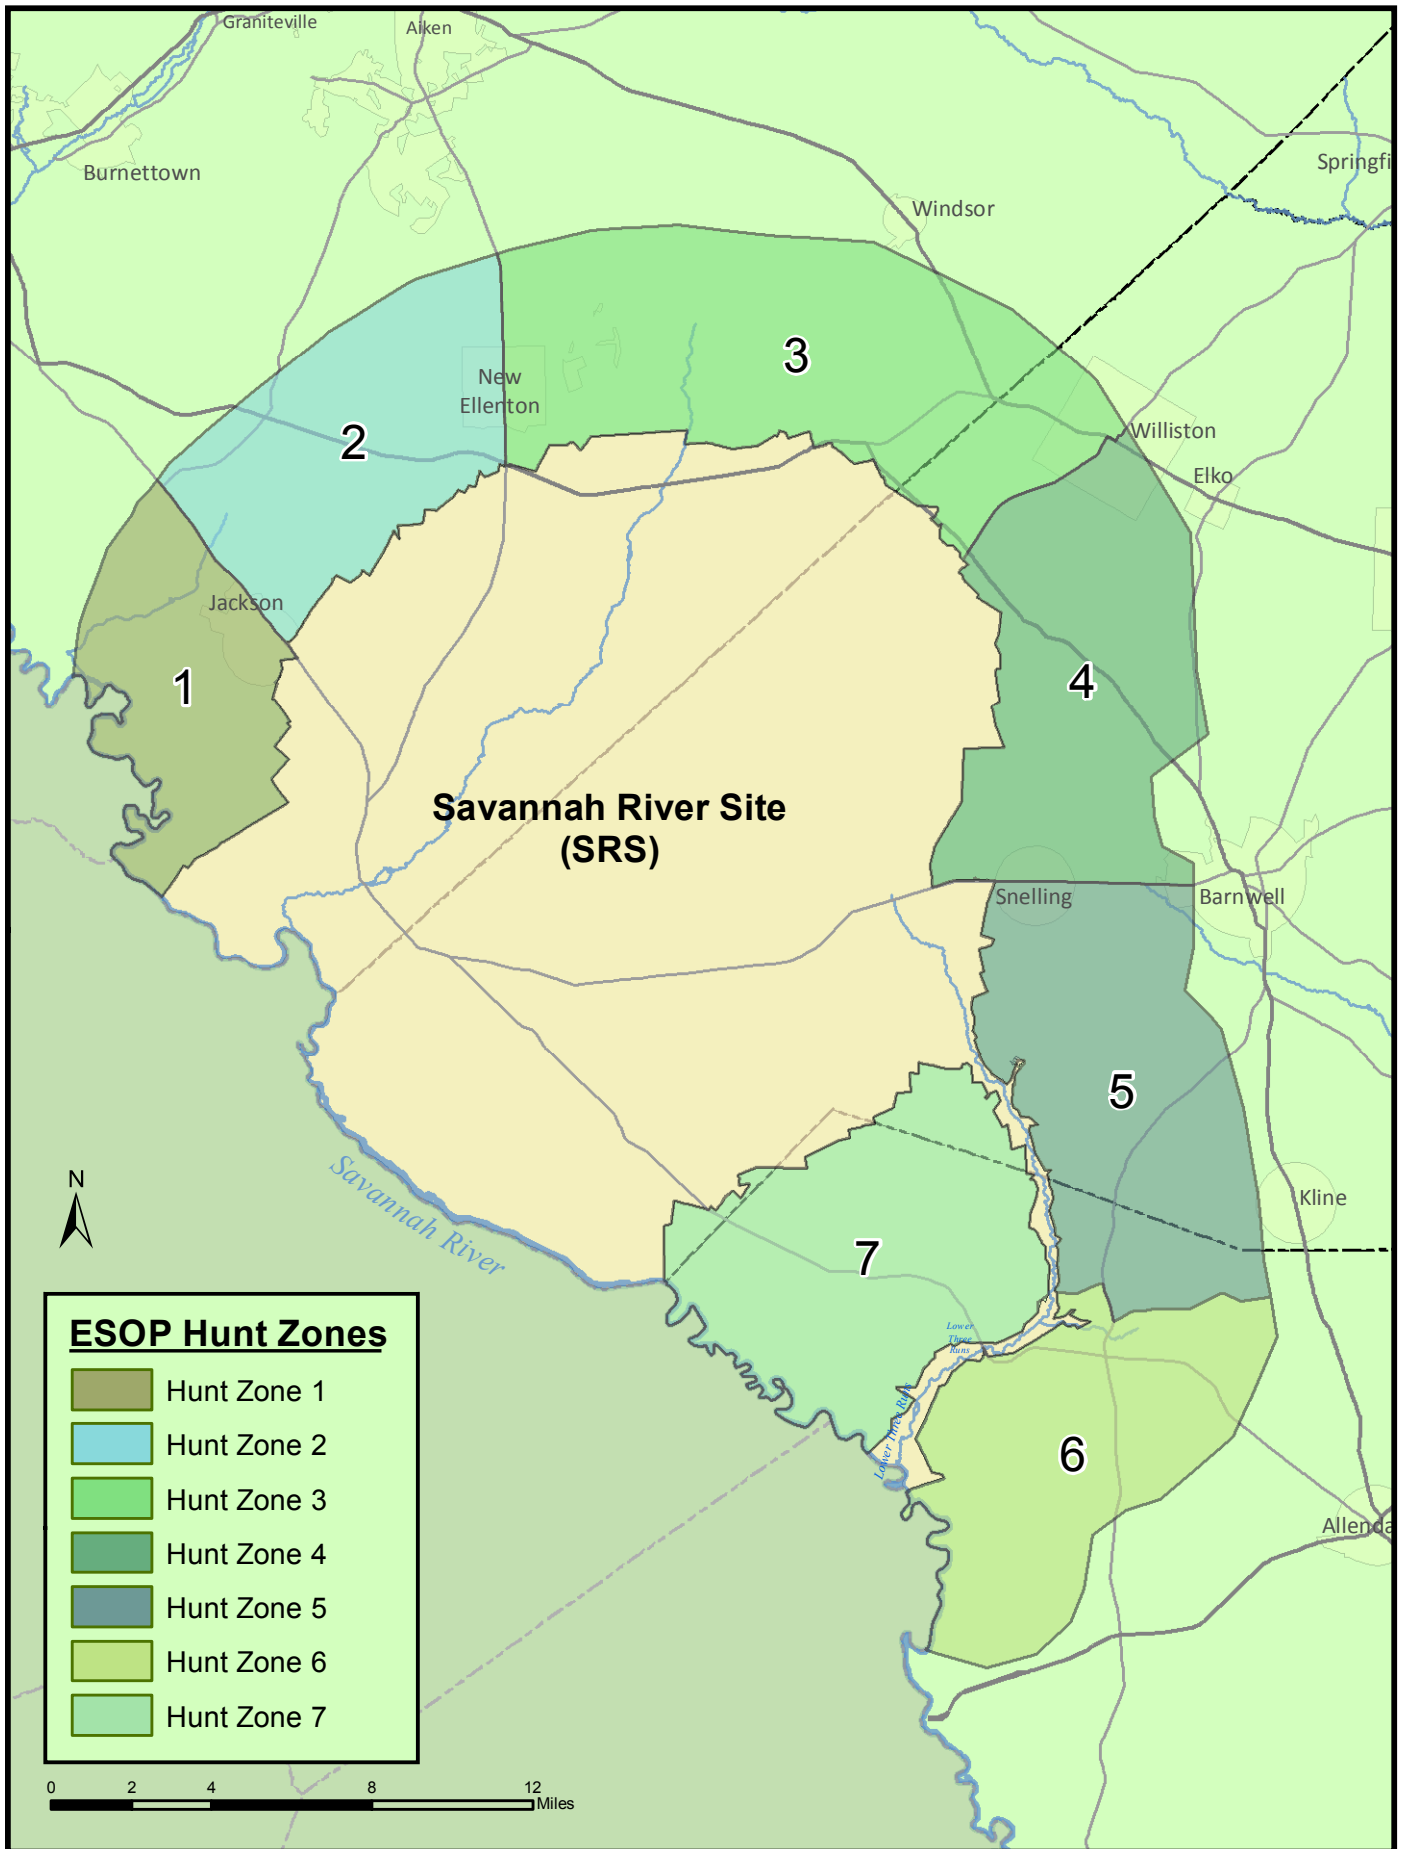 Graniteville
Aiken
Burnettown
Springfi
Windsor
3
New
Ellenton
2
Williston
Elko
Jackson
1
4
Savannah River Site
(SRS)
Snelling
Barnwell
5
Savannah River
N
Kline
7
Lower
Three
Runs
Lower Three Runs
6
Allenda
ESOP Hunt Zones
Hunt Zone 1
Hunt Zone 2
Hunt Zone 3
Hunt Zone 4
Hunt Zone 5
Hunt Zone 6
Hunt Zone 7
0 2 4 8 12
Miles